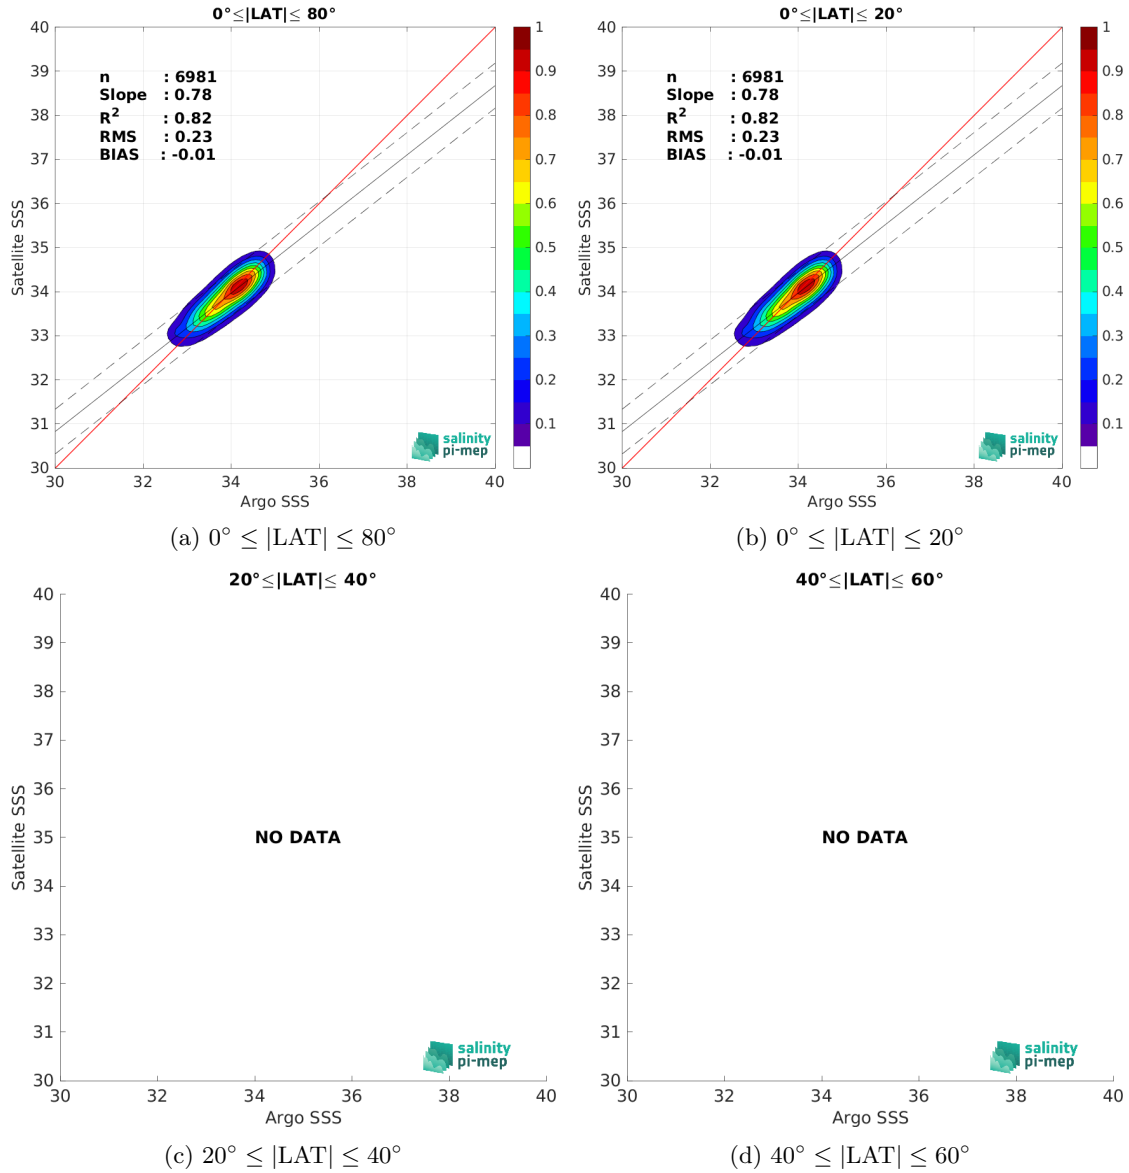 0°≤|LAT|≤ 80°
40
39
38
37
36
35
34
33
32
31
30
Satellite SSS
n : 6981
Slope : 0.78
R² : 0.82
RMS : 0.23
BIAS : -0.01
salinity
pi-mep
30 32 34 36 38 40
Argo SSS
1
0.9
0.8
0.7
0.6
0.5
0.4
0.3
0.2
0.1
(a) 0° ≤ |LAT| ≤ 80°
0°≤|LAT|≤ 20°
40
39
38
37
36
35
34
33
32
31
30
Satellite SSS
n : 6981
Slope : 0.78
R² : 0.82
RMS : 0.23
BIAS : -0.01
salinity
pi-mep
30 32 34 36 38 40
Argo SSS
1
0.9
0.8
0.7
0.6
0.5
0.4
0.3
0.2
0.1
(b) 0° ≤ |LAT| ≤ 20°
20°≤|LAT|≤ 40°
40
39
38
37
36
35
34
33
32
31
30
Satellite SSS
NO DATA
salinity
pi-mep
30 32 34 36 38 40
Argo SSS
(c) 20° ≤ |LAT| ≤ 40°
40°≤|LAT|≤ 60°
40
39
38
37
36
35
34
33
32
31
30
Satellite SSS
NO DATA
salinity
pi-mep
30 32 34 36 38 40
Argo SSS
(d) 40° ≤ |LAT| ≤ 60°